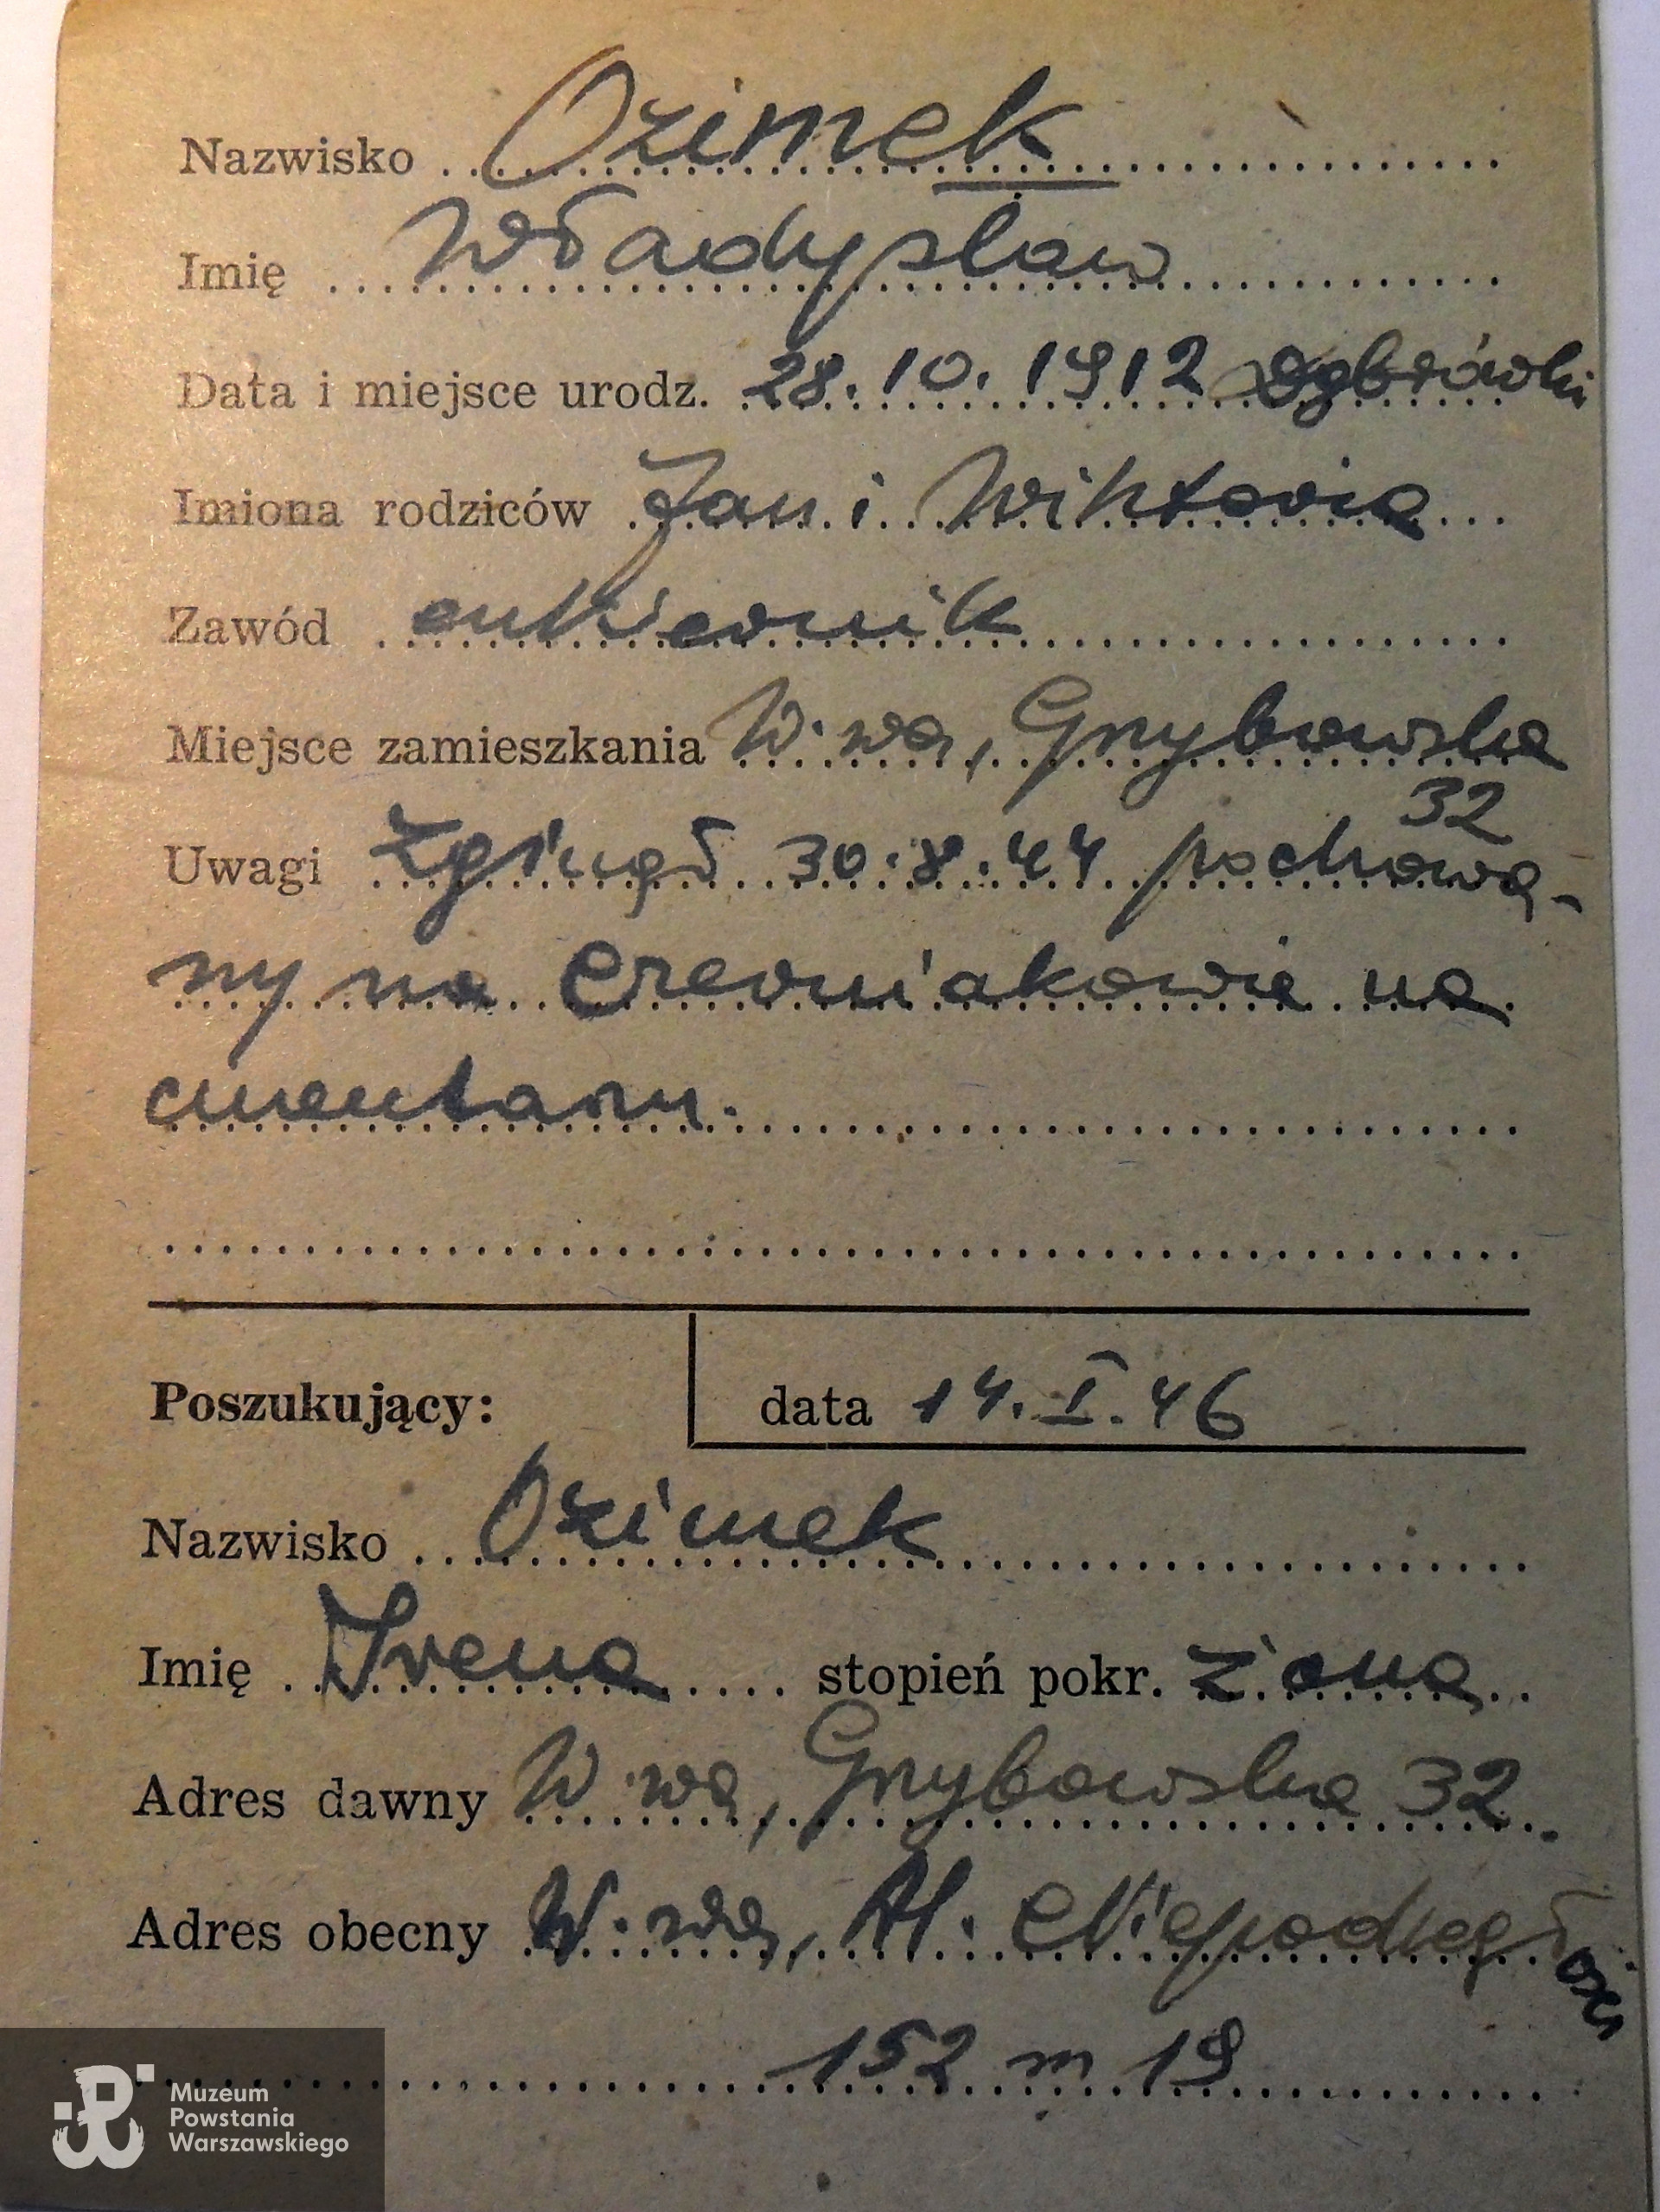 Nazwisko Ozimek
Imię Władysław
Data i miejsce urodz. 28.10.1912 Dąbrówki
Imiona rodziców Jan i Wiktoria
Zawód cukiernik
Miejsce zamieszkania W-wa, Grzybowska
32
Uwagi Zginął 30.8.44 pochowa-
ny na Czerniakowie na
cmentarzu.
Poszukujący:
data 14.I.46
Nazwisko Ozimek
Imię Irena stopień pokr. żona
Adres dawny W-wa, Grzybowska 32.
Adres obecny W-wa, Al. Niepodległości
152 m 19
Muzeum
Powstania
Warszawskiego